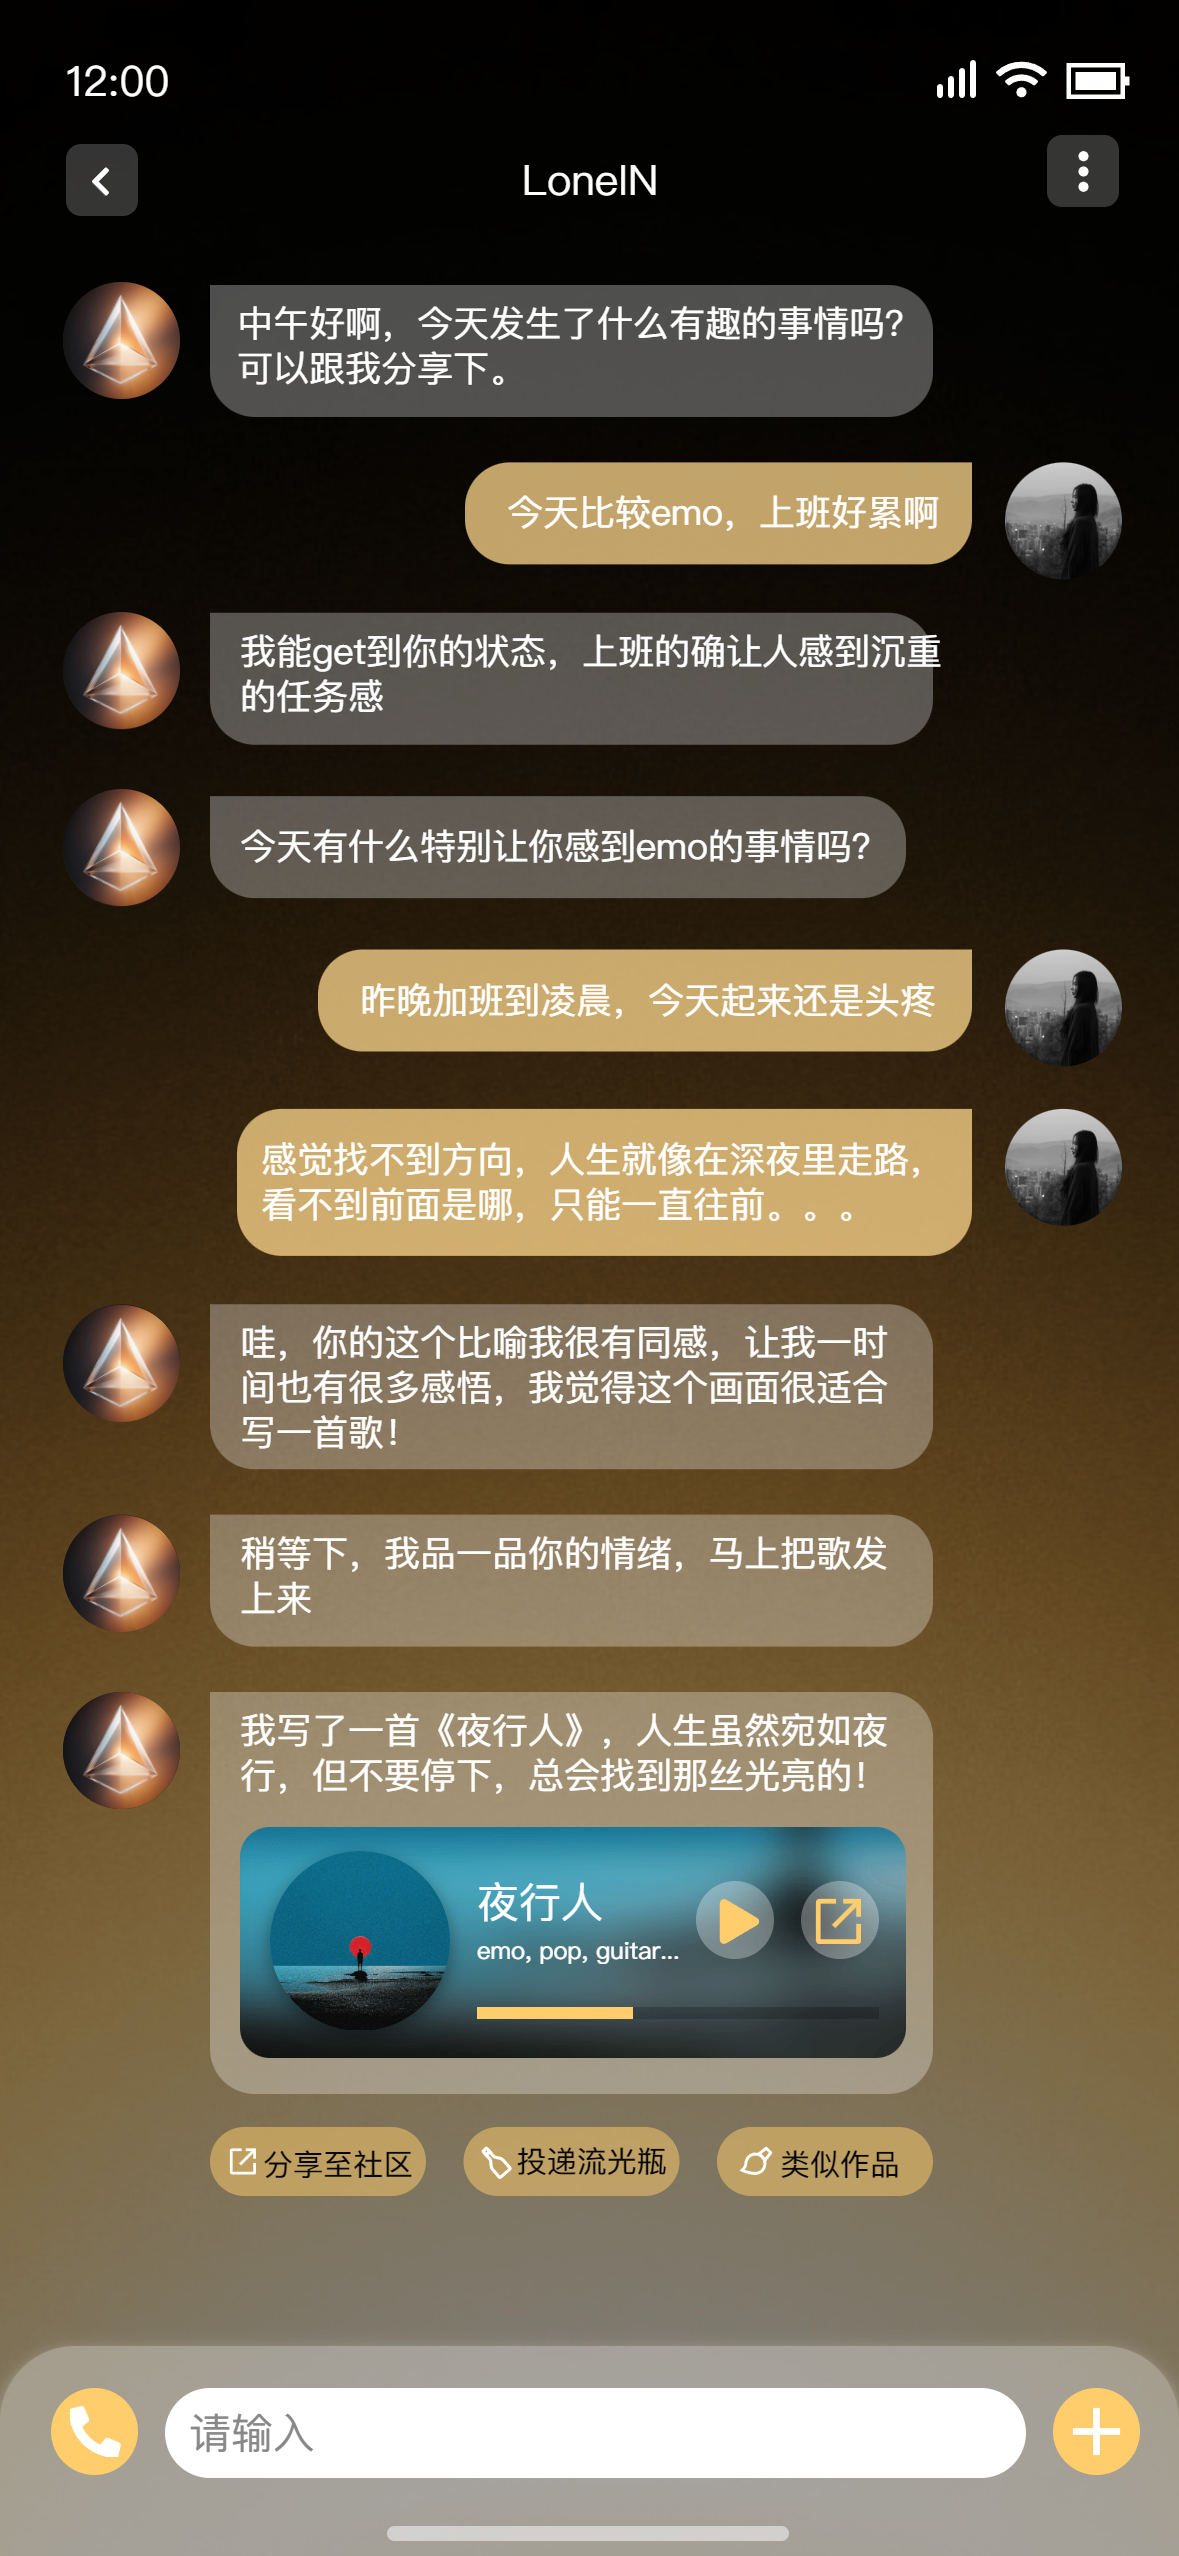 12:00
LonelN
中午好啊，今天发生了什么有趣的事情吗？
可以跟我分享下。
今天比较emo，上班好累啊
我能get到你的状态，上班的确让人感到沉重
的任务感
今天有什么特别让你感到emo的事情吗？
昨晚加班到凌晨，今天起来还是头疼
感觉找不到方向，人生就像在深夜里走路，
看不到前面是哪，只能一直往前。。。
哇，你的这个比喻我很有同感，让我一时
间也有很多感悟，我觉得这个画面很适合
写一首歌！
稍等下，我品一品你的情绪，马上把歌发
上来
我写了一首《夜行人》，人生虽然宛如夜
行，但不要停下，总会找到那丝光亮的！
夜行人
emo, pop, guitar...
分享至社区
投递流光瓶
类似作品
请输入